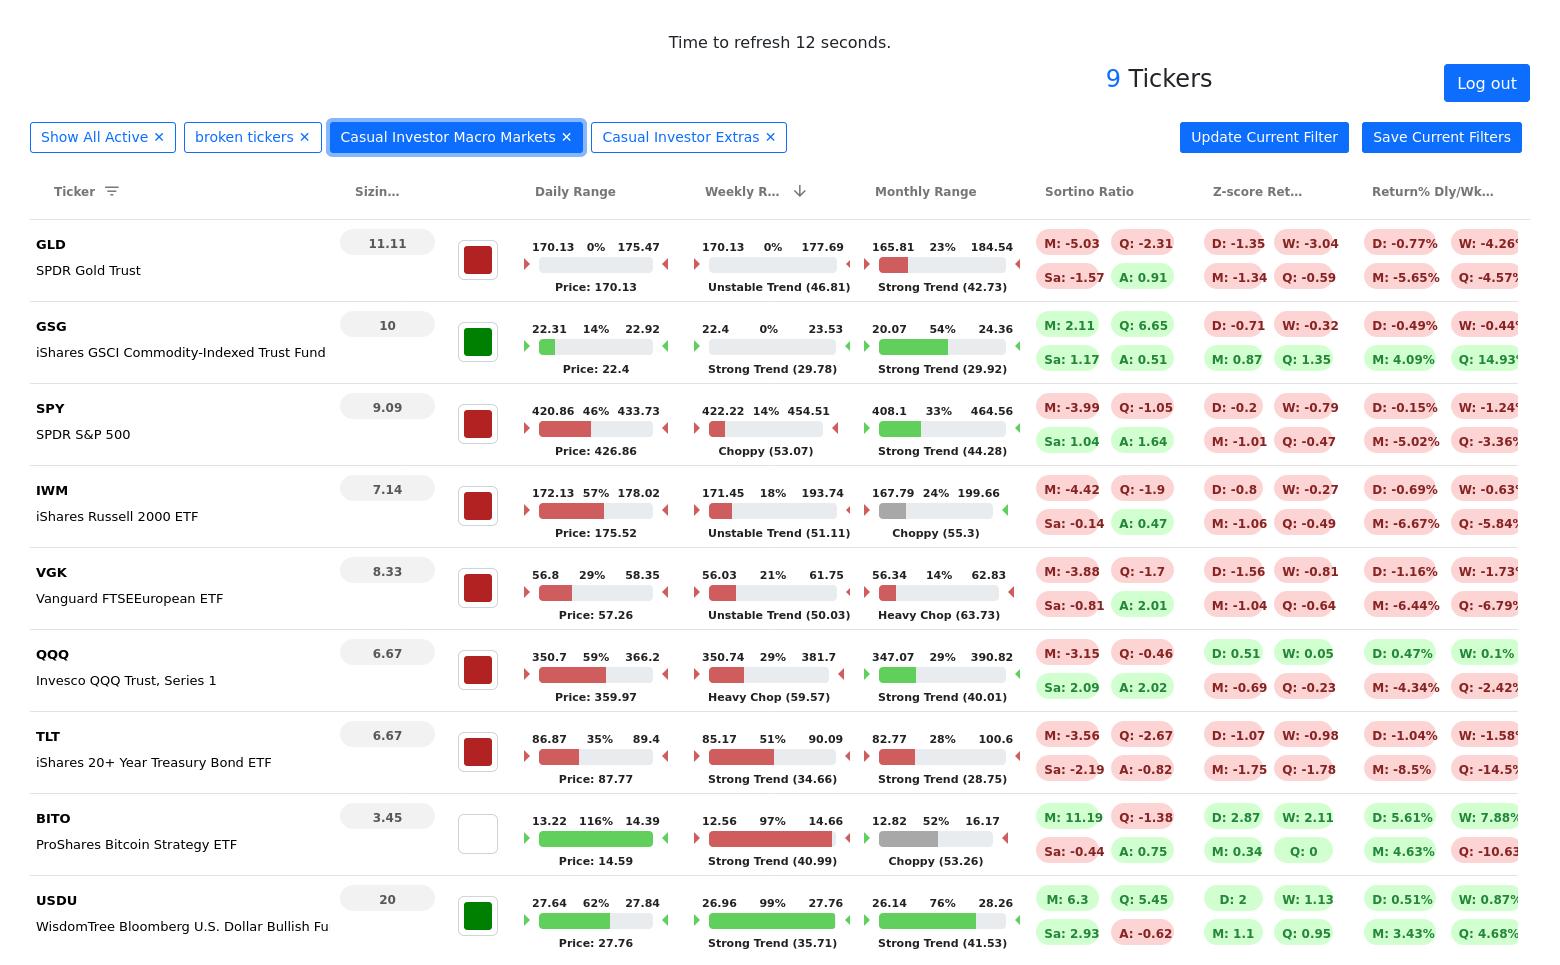 Time to refresh 12 seconds.
9 Tickers
Log out
Show All Active ✕ broken tickers ✕ Casual Investor Macro Markets ✕ Casual Investor Extras ✕ Update Current Filter Save Current Filters
Ticker Sizin... Daily Range Weekly R... Monthly Range Sortino Ratio Z-score Ret... Return% Dly/Wk...
GLD 11.11 170.13 0% 175.47 170.13 0% 177.69 165.81 23% 184.54 M: -5.03 Q: -2.31 D: -1.35 W: -3.04 D: -0.77% W: -4.26%
SPDR Gold Trust Price: 170.13 Unstable Trend (46.81) Strong Trend (42.73) Sa: -1.57 A: 0.91 M: -1.34 Q: -0.59 M: -5.65% Q: -4.57%
GSG 10 22.31 14% 22.92 22.4 0% 23.53 20.07 54% 24.36 M: 2.11 Q: 6.65 D: -0.71 W: -0.32 D: -0.49% W: -0.44%
iShares GSCI Commodity-Indexed Trust Fund Price: 22.4 Strong Trend (29.78) Strong Trend (29.92) Sa: 1.17 A: 0.51 M: 0.87 Q: 1.35 M: 4.09% Q: 14.93%
SPY 9.09 420.86 46% 433.73 422.22 14% 454.51 408.1 33% 464.56 M: -3.99 Q: -1.05 D: -0.2 W: -0.79 D: -0.15% W: -1.24%
SPDR S&P 500 Price: 426.86 Choppy (53.07) Strong Trend (44.28) Sa: 1.04 A: 1.64 M: -1.01 Q: -0.47 M: -5.02% Q: -3.36%
IWM 7.14 172.13 57% 178.02 171.45 18% 193.74 167.79 24% 199.66 M: -4.42 Q: -1.9 D: -0.8 W: -0.27 D: -0.69% W: -0.63%
iShares Russell 2000 ETF Price: 175.52 Unstable Trend (51.11) Choppy (55.3) Sa: -0.14 A: 0.47 M: -1.06 Q: -0.49 M: -6.67% Q: -5.84%
VGK 8.33 56.8 29% 58.35 56.03 21% 61.75 56.34 14% 62.83 M: -3.88 Q: -1.7 D: -1.56 W: -0.81 D: -1.16% W: -1.73%
Vanguard FTSEEuropean ETF Price: 57.26 Unstable Trend (50.03) Heavy Chop (63.73) Sa: -0.81 A: 2.01 M: -1.04 Q: -0.64 M: -6.44% Q: -6.79%
QQQ 6.67 350.7 59% 366.2 350.74 29% 381.7 347.07 29% 390.82 M: -3.15 Q: -0.46 D: 0.51 W: 0.05 D: 0.47% W: 0.1%
Invesco QQQ Trust, Series 1 Price: 359.97 Heavy Chop (59.57) Strong Trend (40.01) Sa: 2.09 A: 2.02 M: -0.69 Q: -0.23 M: -4.34% Q: -2.42%
TLT 6.67 86.87 35% 89.4 85.17 51% 90.09 82.77 28% 100.6 M: -3.56 Q: -2.67 D: -1.07 W: -0.98 D: -1.04% W: -1.58%
iShares 20+ Year Treasury Bond ETF Price: 87.77 Strong Trend (34.66) Strong Trend (28.75) Sa: -2.19 A: -0.82 M: -1.75 Q: -1.78 M: -8.5% Q: -14.5%
BITO 3.45 13.22 116% 14.39 12.56 97% 14.66 12.82 52% 16.17 M: 11.19 Q: -1.38 D: 2.87 W: 2.11 D: 5.61% W: 7.88%
ProShares Bitcoin Strategy ETF Price: 14.59 Strong Trend (40.99) Choppy (53.26) Sa: -0.44 A: 0.75 M: 0.34 Q: 0 M: 4.63% Q: -10.63
USDU 20 27.64 62% 27.84 26.96 99% 27.76 26.14 76% 28.26 M: 6.3 Q: 5.45 D: 2 W: 1.13 D: 0.51% W: 0.87%
WisdomTree Bloomberg U.S. Dollar Bullish Fu Price: 27.76 Strong Trend (35.71) Strong Trend (41.53) Sa: 2.93 A: -0.62 M: 1.1 Q: 0.95 M: 3.43% Q: 4.68%